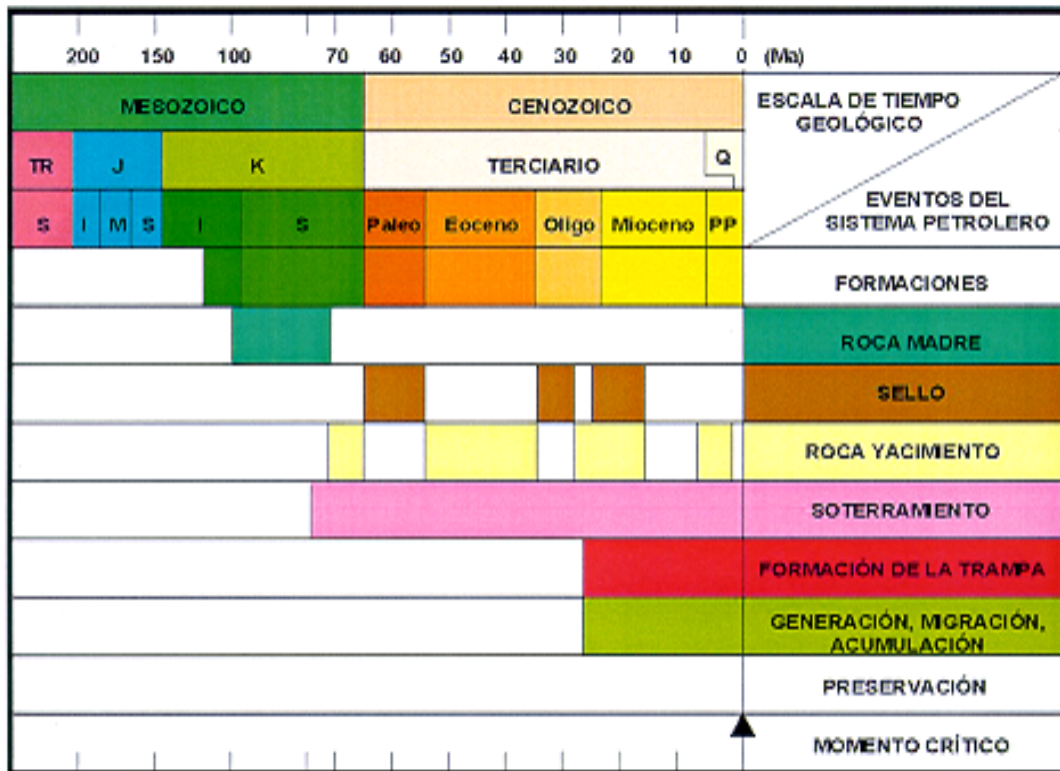 200 150 100 70 60 50 40 30 20 10 0 (Ma)
MESOZOICO CENOZOICO
ESCALA DE TIEMPO
GEOLÓGICO
TR J K TERCIARIO Q
S I M S I S Paleo Eoceno Oligo Mioceno PP
EVENTOS DEL
SISTEMA PETROLERO
FORMACIONES
ROCA MADRE
SELLO
ROCA YACIMIENTO
SOTERRAMIENTO
FORMACIÓN DE LA TRAMPA
GENERACIÓN, MIGRACIÓN,
ACUMULACIÓN
PRESERVACIÓN
MOMENTO CRÍTICO